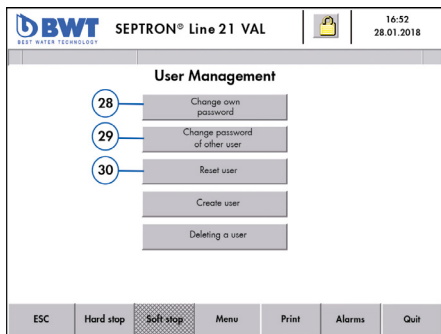 BWT
BEST WATER TECHNOLOGY
SEPTRON® Line 21 VAL
16:52
28.01.2018
User Management
28
Change own
password
29
Change password
of other user
30
Reset user
Create user
Deleting a user
ESC Hard stop Soft stop Menu Print Alarms Quit